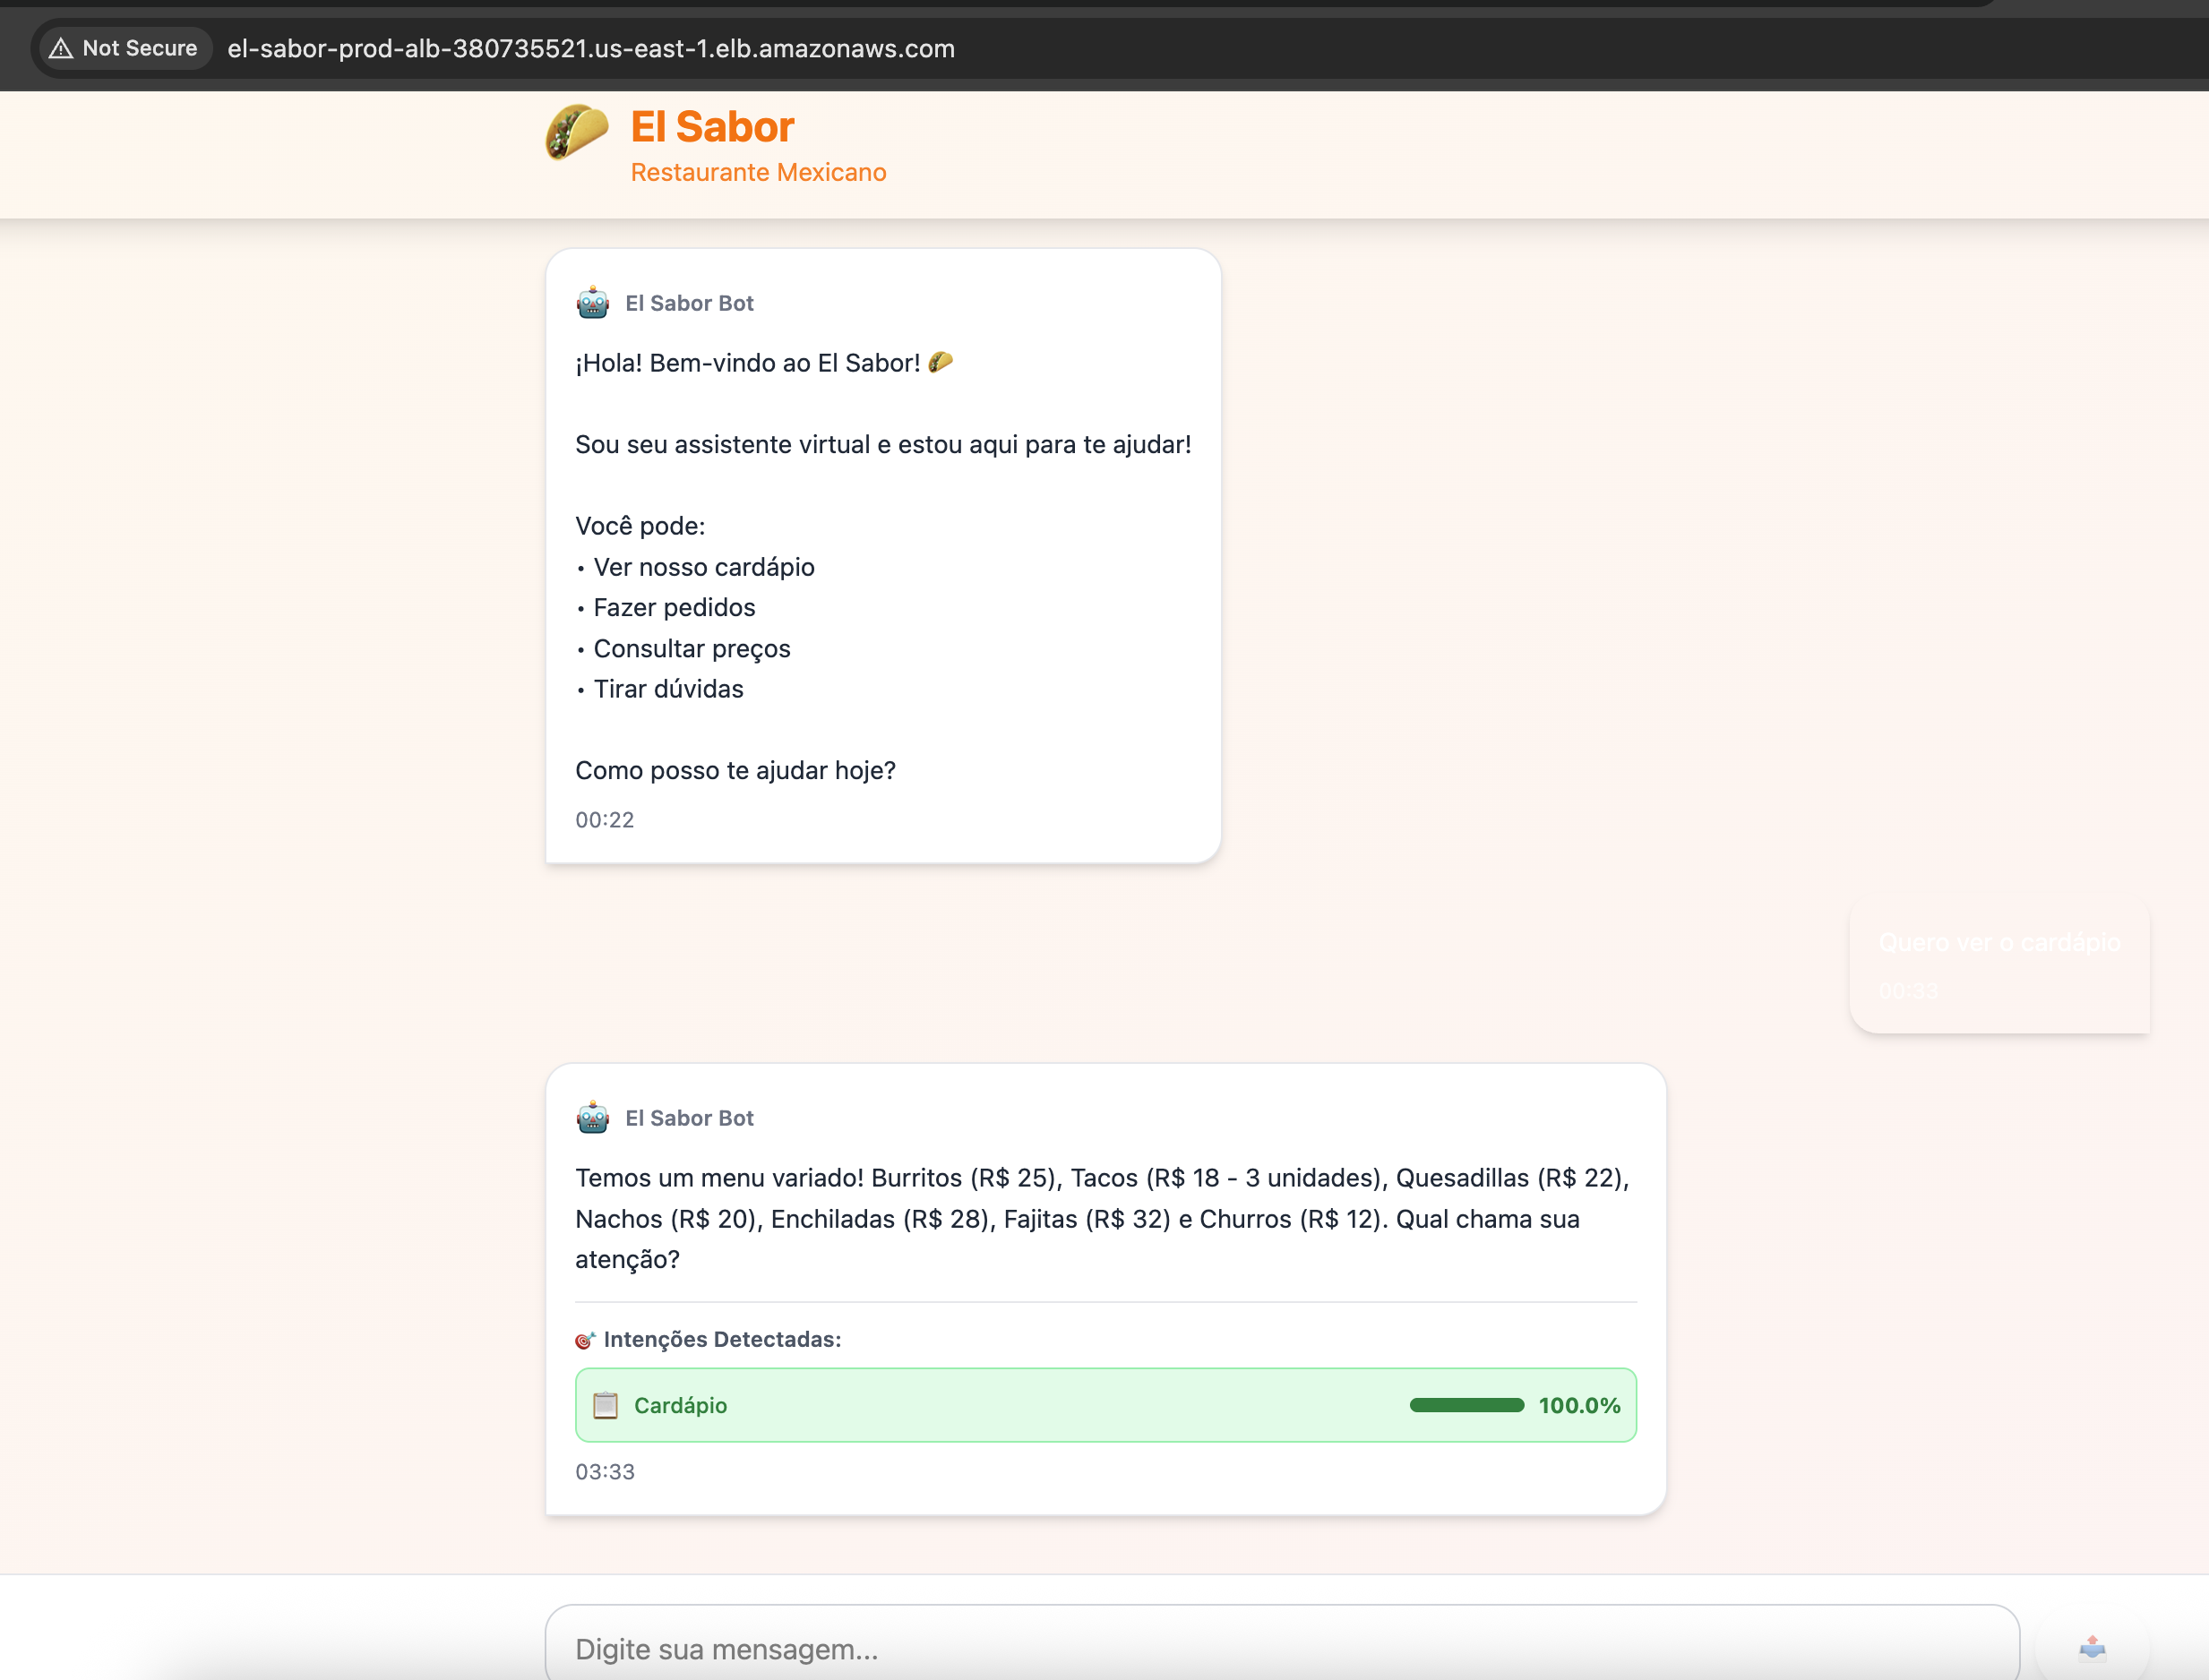 Not Secure el-sabor-prod-alb-380735521.us-east-1.elb.amazonaws.com
El Sabor
Restaurante Mexicano
El Sabor Bot
¡Hola! Bem-vindo ao El Sabor!
Sou seu assistente virtual e estou aqui para te ajudar!
Você pode:
• Ver nosso cardápio
• Fazer pedidos
• Consultar preços
• Tirar dúvidas
Como posso te ajudar hoje?
00:22
Quero ver o cardápio
00:33
El Sabor Bot
Temos um menu variado! Burritos (R$ 25), Tacos (R$ 18 - 3 unidades), Quesadillas (R$ 22),
Nachos (R$ 20), Enchiladas (R$ 28), Fajitas (R$ 32) e Churros (R$ 12). Qual chama sua
atenção?
Intenções Detectadas:
Cardápio 100.0%
03:33
Digite sua mensagem...